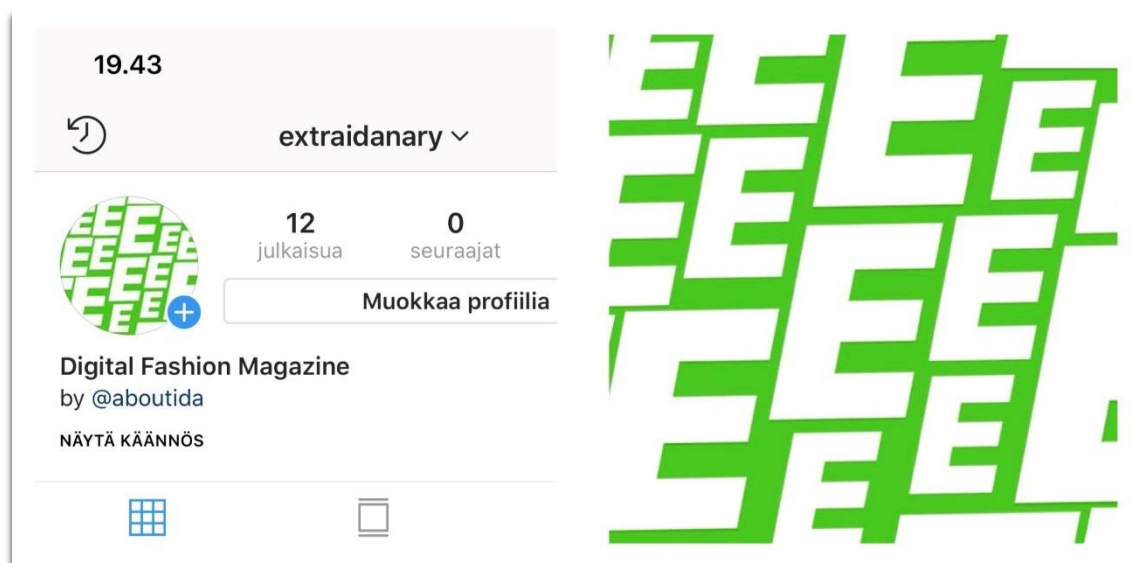 19.43
extraidanary
12 0
julkaisua seuraajat
Muokkaa profiilia
Digital Fashion Magazine
by @aboutida
NÄYTÄ KÄÄNNÖS
E E E E
E E E E E
E E E E
E E E